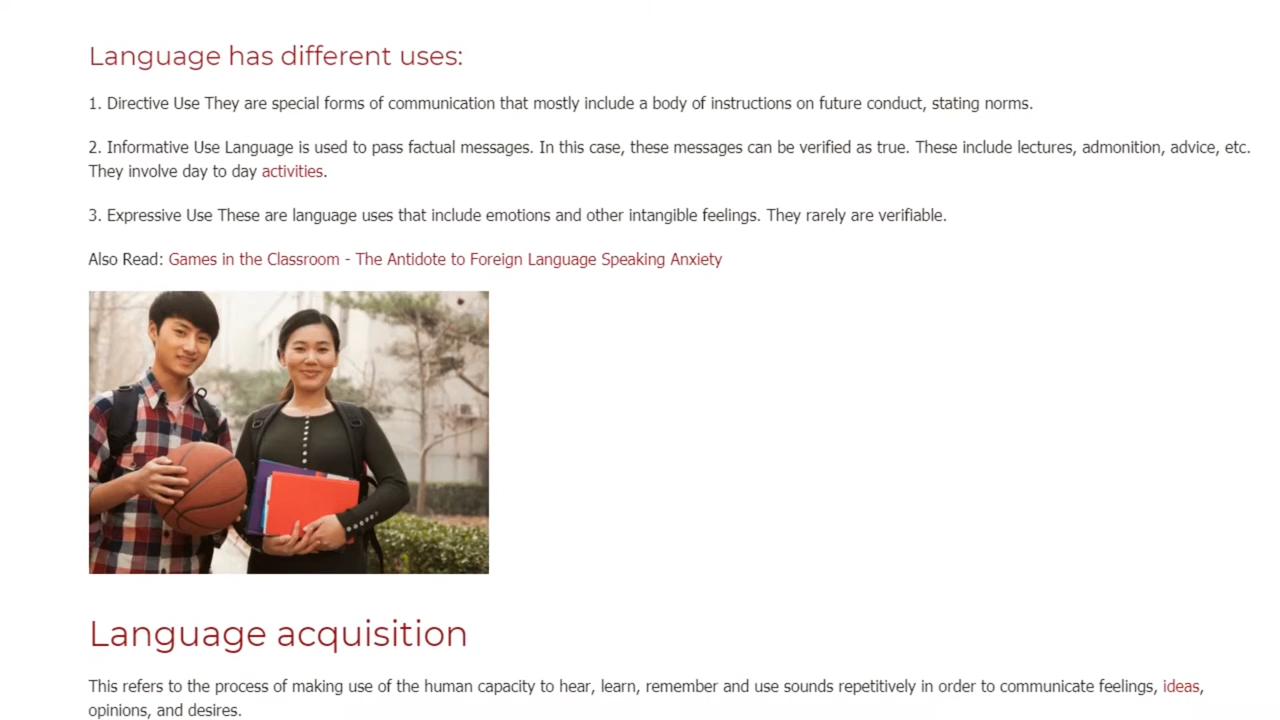 Language has different uses:
1. Directive Use They are special forms of communication that mostly include a body of instructions on future conduct, stating norms.
2. Informative Use Language is used to pass factual messages. In this case, these messages can be verified as true. These include lectures, admonition, advice, etc.
They involve day to day activities.
3. Expressive Use These are language uses that include emotions and other intangible feelings. They rarely are verifiable.
Also Read: Games in the Classroom - The Antidote to Foreign Language Speaking Anxiety
Language acquisition
This refers to the process of making use of the human capacity to hear, learn, remember and use sounds repetitively in order to communicate feelings, ideas,
opinions, and desires.